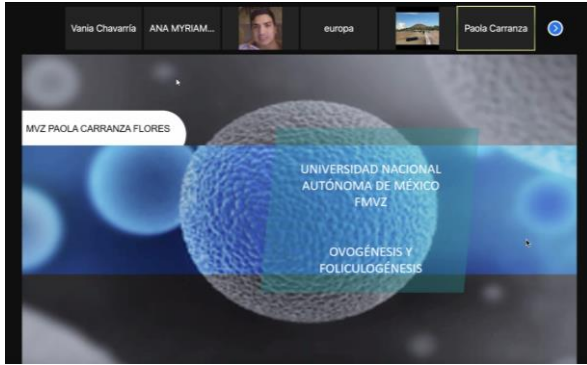 Vania Chavarría
ANA MYRIAM...
europa
Paola Carranza
MVZ PAOLA CARRANZA FLORES
UNIVERSIDAD NACIONAL
AUTÓNOMA DE MÉXICO
FMVZ
OVOGÉNESIS Y
FOLICULOGÉNESIS